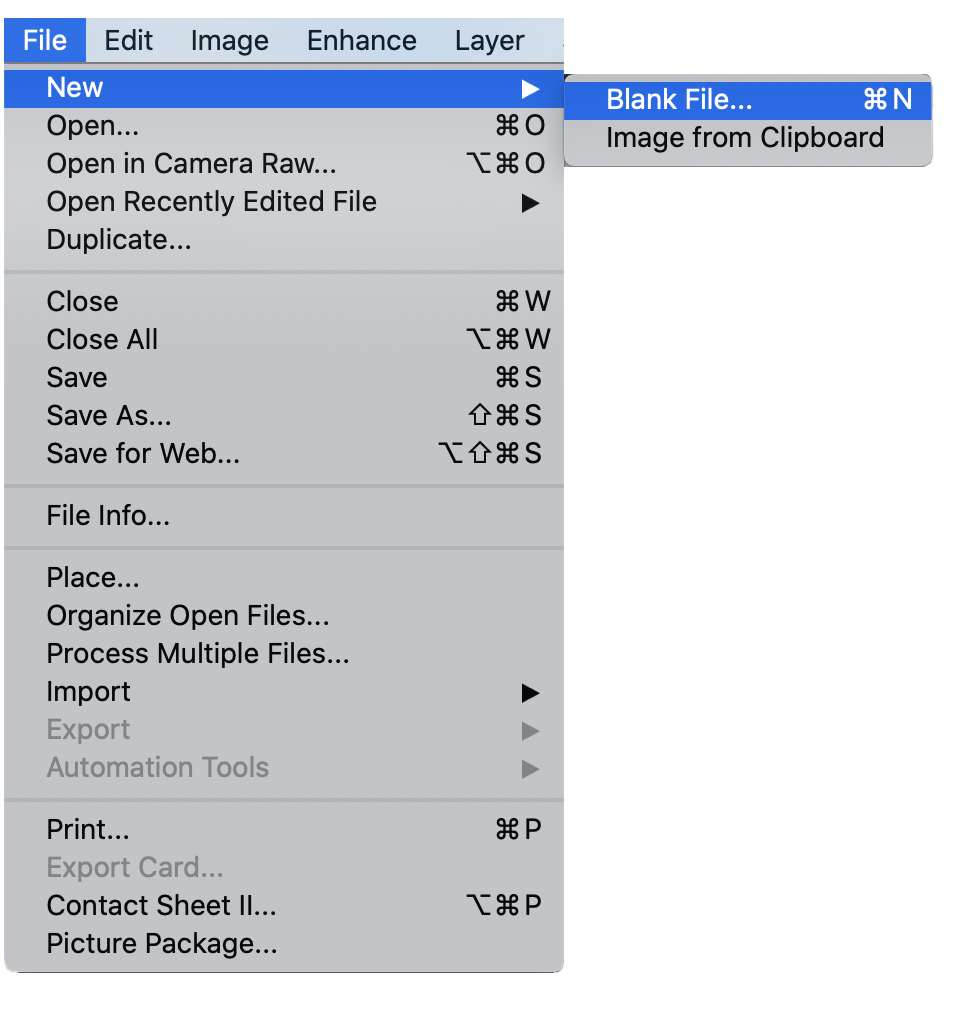 File Edit Image Enhance Layer
New ▶
Blank File... ⌘N
Image from Clipboard
Open... ⌘O
Open in Camera Raw... ⌥⌘O
Open Recently Edited File ▶
Duplicate...
Close ⌘W
Close All ⌥⌘W
Save ⌘S
Save As... ⇧⌘S
Save for Web... ⌥⇧⌘S
File Info...
Place...
Organize Open Files...
Process Multiple Files...
Import ▶
Export ▶
Automation Tools ▶
Print... ⌘P
Export Card...
Contact Sheet II... ⌥⌘P
Picture Package...